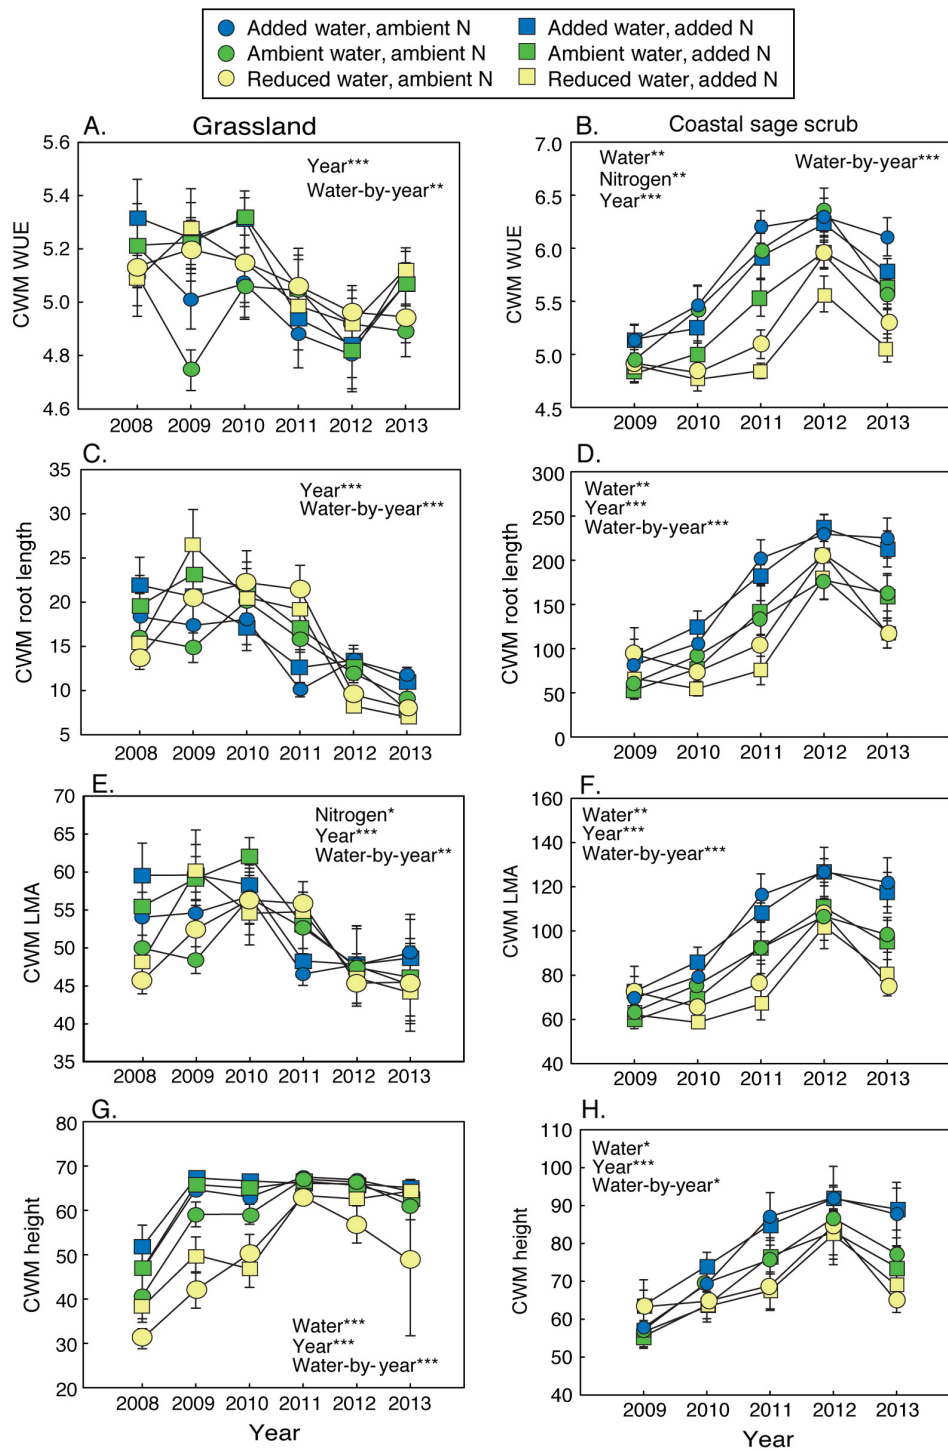 Added water, ambient N
Added water, added N
Ambient water, ambient N
Ambient water, added N
Reduced water, ambient N
Reduced water, added N
A.
Grassland
5.6
5.4
5.2
5.0
4.8
4.6
CWM WUE
Year***
Water-by-year**
2008 2009 2010 2011 2012 2013
B.
Coastal sage scrub
7.0
6.5
6.0
5.5
5.0
4.5
CWM WUE
Water**
Nitrogen**
Year***
Water-by-year***
2009 2010 2011 2012 2013
C.
35
30
25
20
15
10
5
CWM root length
Year***
Water-by-year***
2008 2009 2010 2011 2012 2013
D.
300
250
200
150
100
50
0
CWM root length
Water**
Year***
Water-by-year***
2009 2010 2011 2012 2013
E.
70
65
60
55
50
45
40
35
CWM LMA
Nitrogen*
Year***
Water-by-year**
2008 2009 2010 2011 2012 2013
F.
160
140
120
100
80
60
40
CWM LMA
Water**
Year***
Water-by-year***
2009 2010 2011 2012 2013
G.
80
70
60
50
40
30
20
CWM height
Water***
Year***
Water-by-year***
2008 2009 2010 2011 2012 2013
Year
H.
110
100
90
80
70
60
50
40
CWM height
Water*
Year***
Water-by-year*
2009 2010 2011 2012 2013
Year